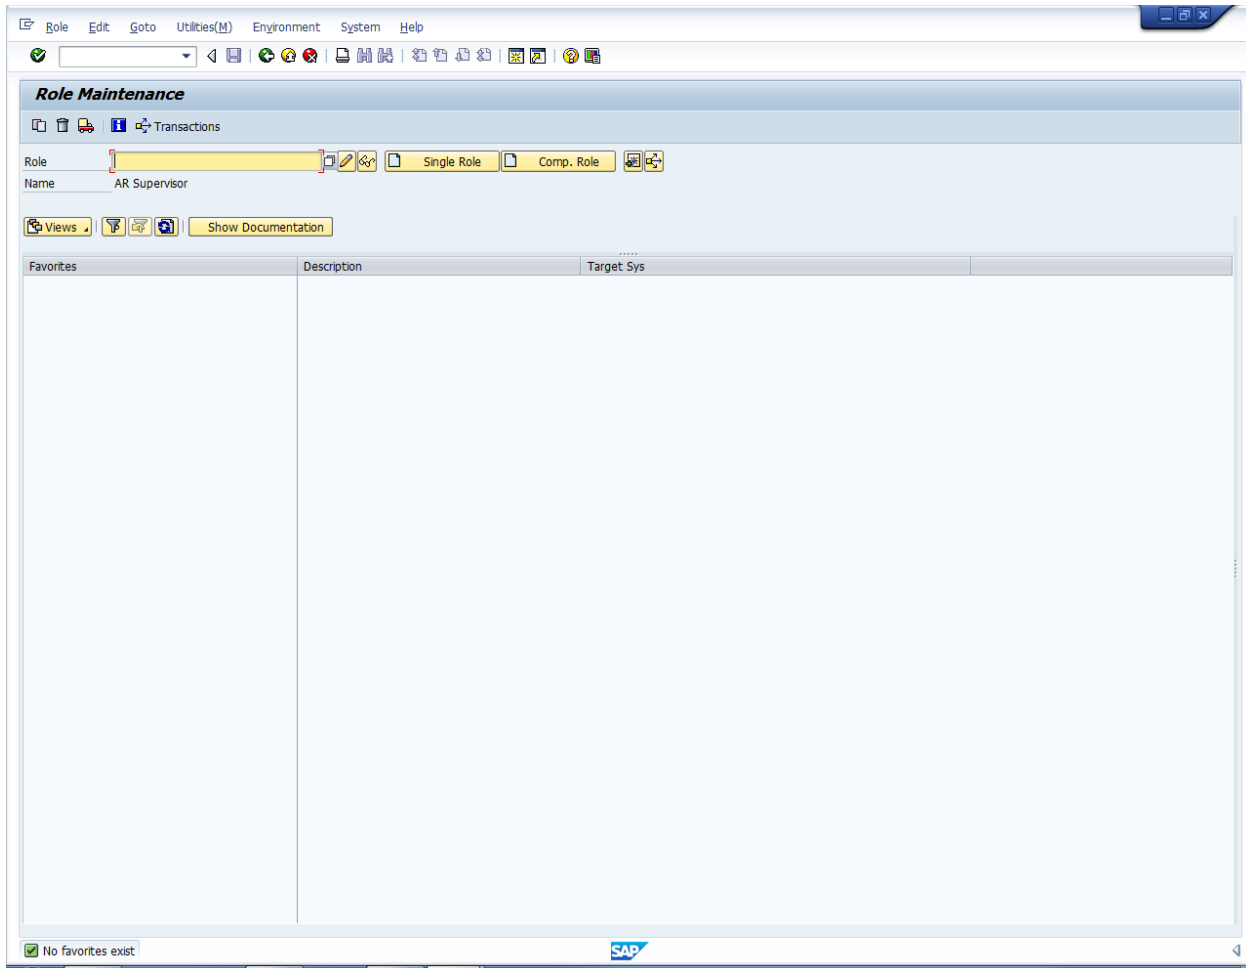 Role Edit Goto Utilities(M) Environment System Help
Role Maintenance
Transactions
Role Single Role Comp. Role
Name AR Supervisor
Views Show Documentation
Favorites Description Target Sys
No favorites exist SAP